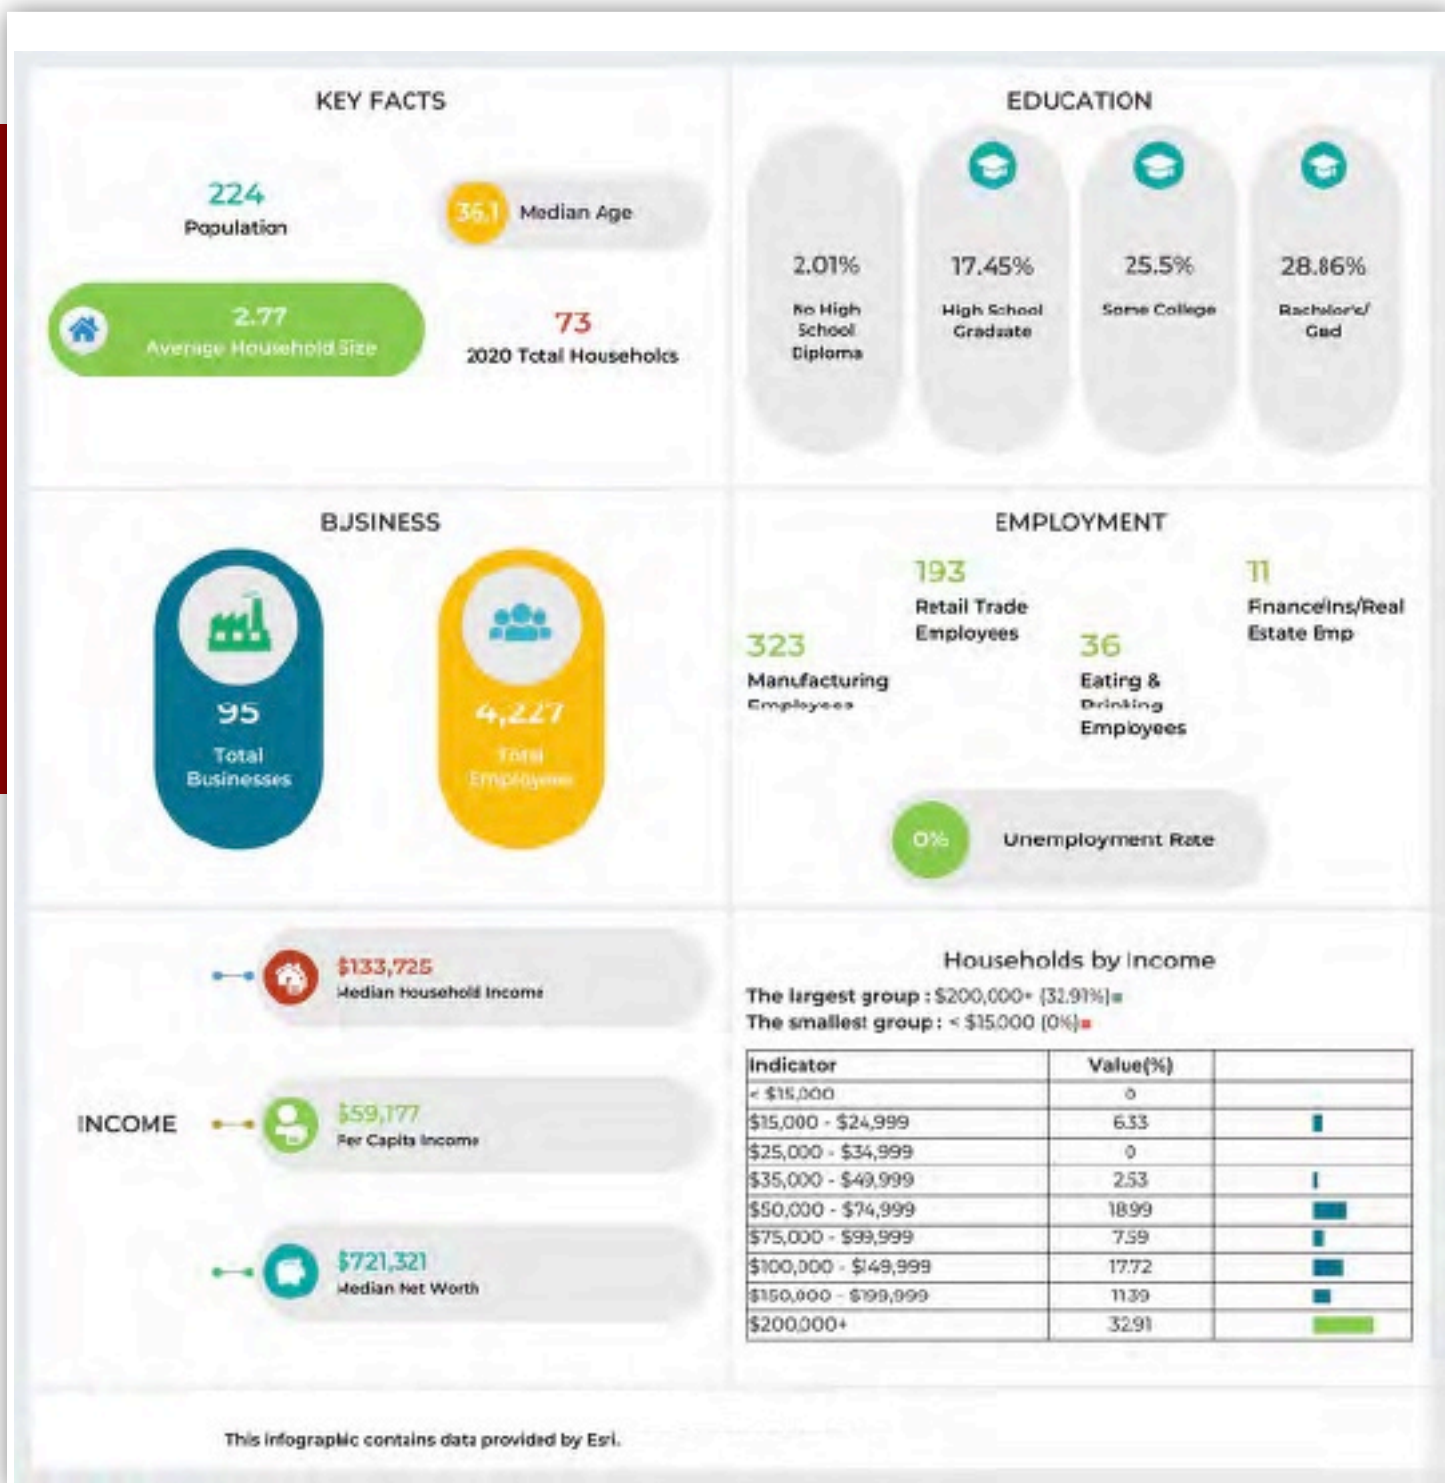 KEY FACTS
224
Population
36.1 Median Age
2.77
Average Household Size
73
2020 Total Households
EDUCATION
2.01%
No High
School
Diploma
17.45%
High School
Graduate
25.5%
Some College
28.86%
Bachelor's/
Grad
BUSINESS
95
Total
Businesses
4,227
Total
Employees
EMPLOYMENT
323
Manufacturing
Employees
193
Retail Trade
Employees
36
Eating &
Drinking
Employees
11
Finance/Ins/Real
Estate Emp
0% Unemployment Rate
INCOME
$133,725
Median Household Income
$59,177
Per Capita Income
$721,321
Median Net Worth
Households by Income
The largest group : $200,000+ (32.91%)
The smallest group : < $15,000 (0%)
Indicator Value(%)
< $15,000 0
$15,000 - $24,999 6.33
$25,000 - $34,999 0
$35,000 - $49,999 2.53
$50,000 - $74,999 18.99
$75,000 - $99,999 7.59
$100,000 - $149,999 17.72
$150,000 - $199,999 11.39
$200,000+ 32.91
This infographic contains data provided by Esri.